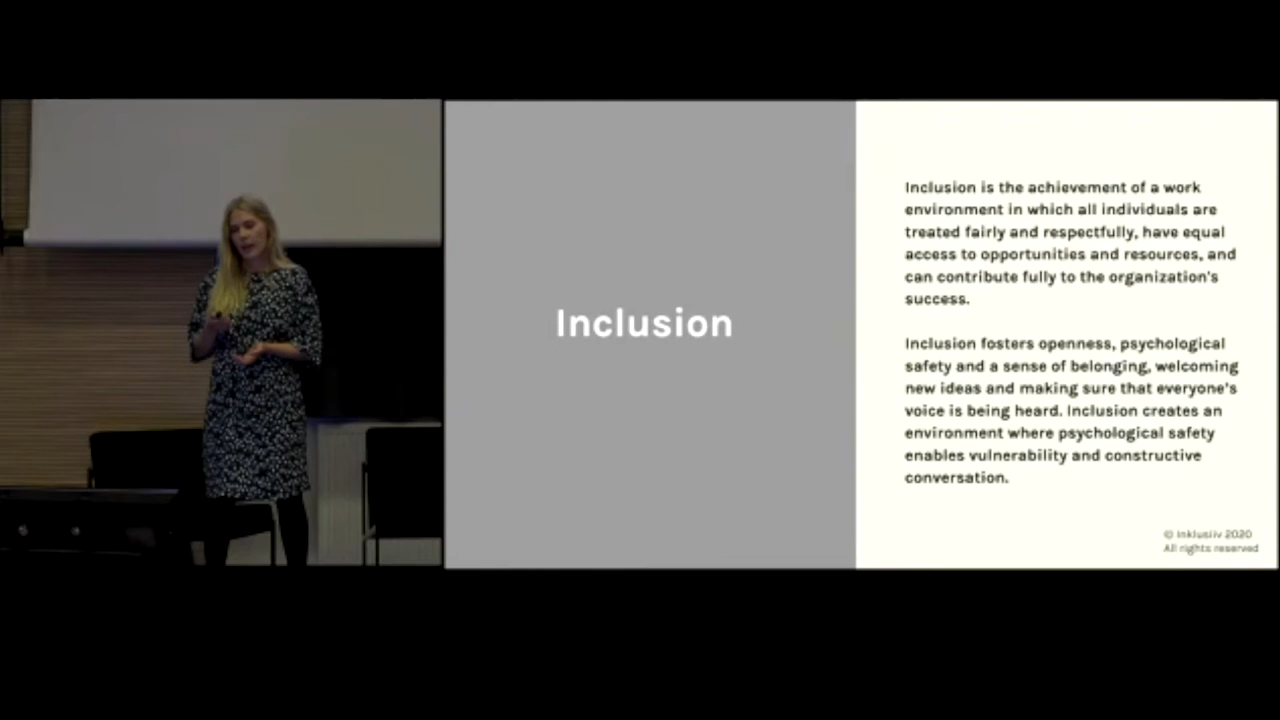 Inclusion
Inclusion is the achievement of a work
environment in which all individuals are
treated fairly and respectfully, have equal
access to opportunities and resources, and
can contribute fully to the organization's
success.
Inclusion fosters openness, psychological
safety and a sense of belonging, welcoming
new ideas and making sure that everyone's
voice is being heard. Inclusion creates an
environment where psychological safety
enables vulnerability and constructive
conversation.
© Inklusiiv 2020
All rights reserved